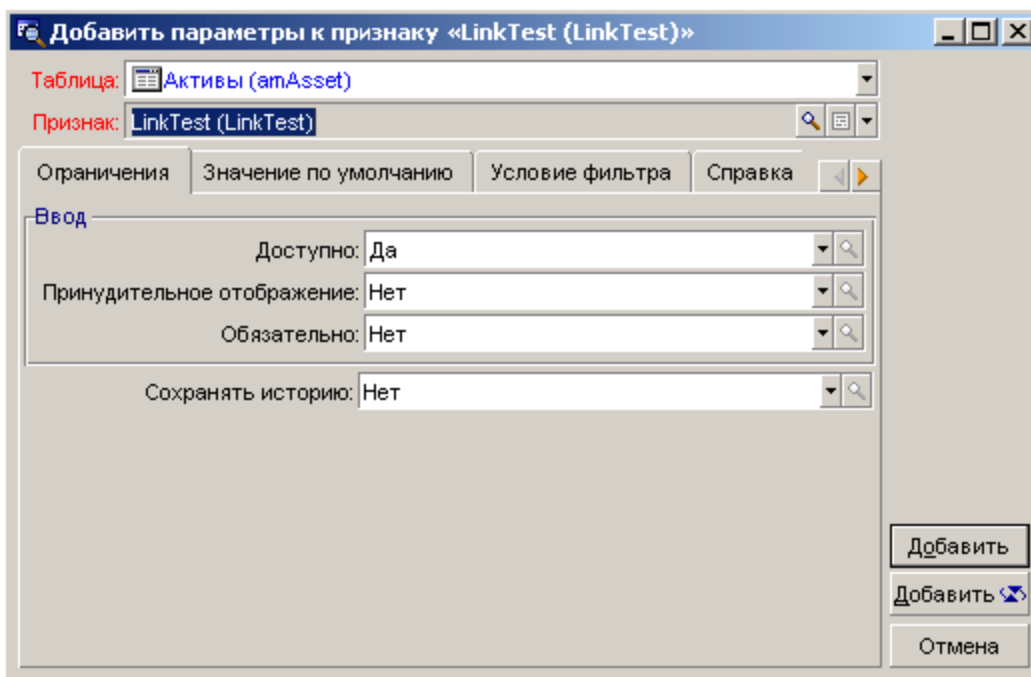 Добавить параметры к признаку «LinkTest (LinkTest)»
Таблица: Активы (amAsset)
Признак: LinkTest (LinkTest)
Ограничения Значение по умолчанию Условие фильтра Справка
Ввод
Доступно: Да
Принудительное отображение: Нет
Обязательно: Нет
Сохранять историю: Нет
Добавить
Добавить
Отмена